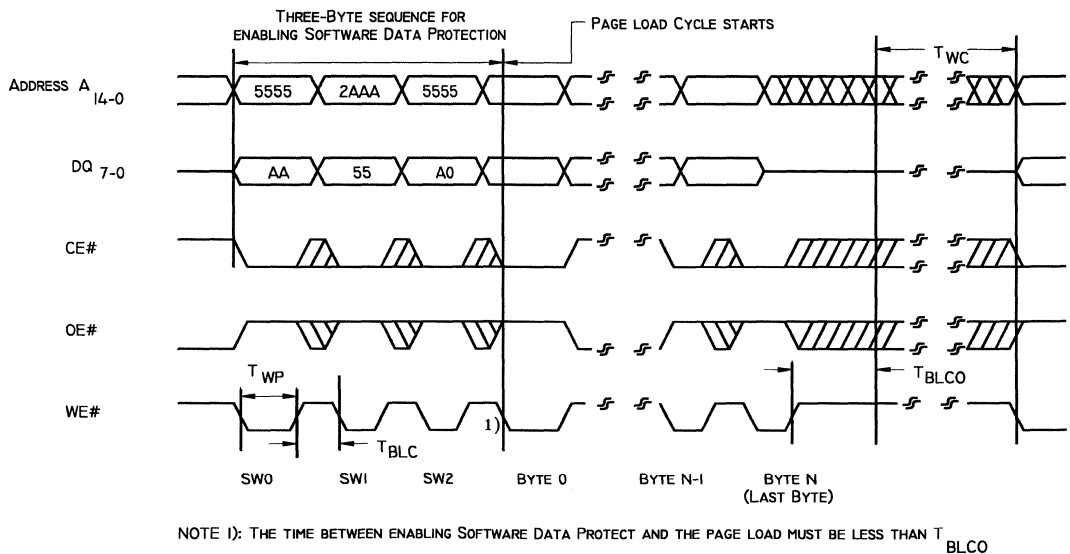 THREE-BYTE SEQUENCE FOR
ENABLING SOFTWARE DATA PROTECTION
PAGE LOAD CYCLE STARTS
T WC
ADDRESS A 14-0
5555 2AAA 5555
DQ 7-0
AA 55 A0
CE#
OE#
T WP
T BLCO
WE#
1)
T BLC
SW0 SW1 SW2 BYTE 0 BYTE N-1 BYTE N
(LAST BYTE)
NOTE 1): THE TIME BETWEEN ENABLING SOFTWARE DATA PROTECT AND THE PAGE LOAD MUST BE LESS THAN T BLCO